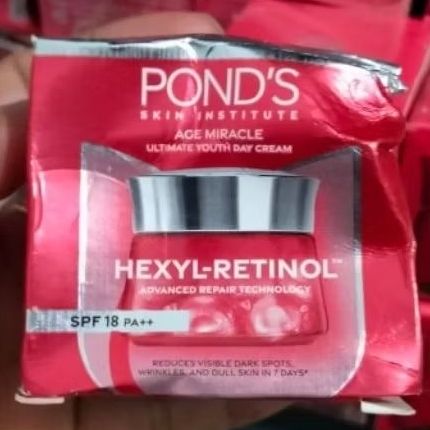 POND'S
SKIN INSTITUTE
AGE MIRACLE
ULTIMATE YOUTH DAY CREAM
HEXYL-RETINOL™
ADVANCED REPAIR TECHNOLOGY
SPF 18 PA++
REDUCES VISIBLE DARK SPOTS,
WRINKLES, AND DULL SKIN IN 7 DAYS*